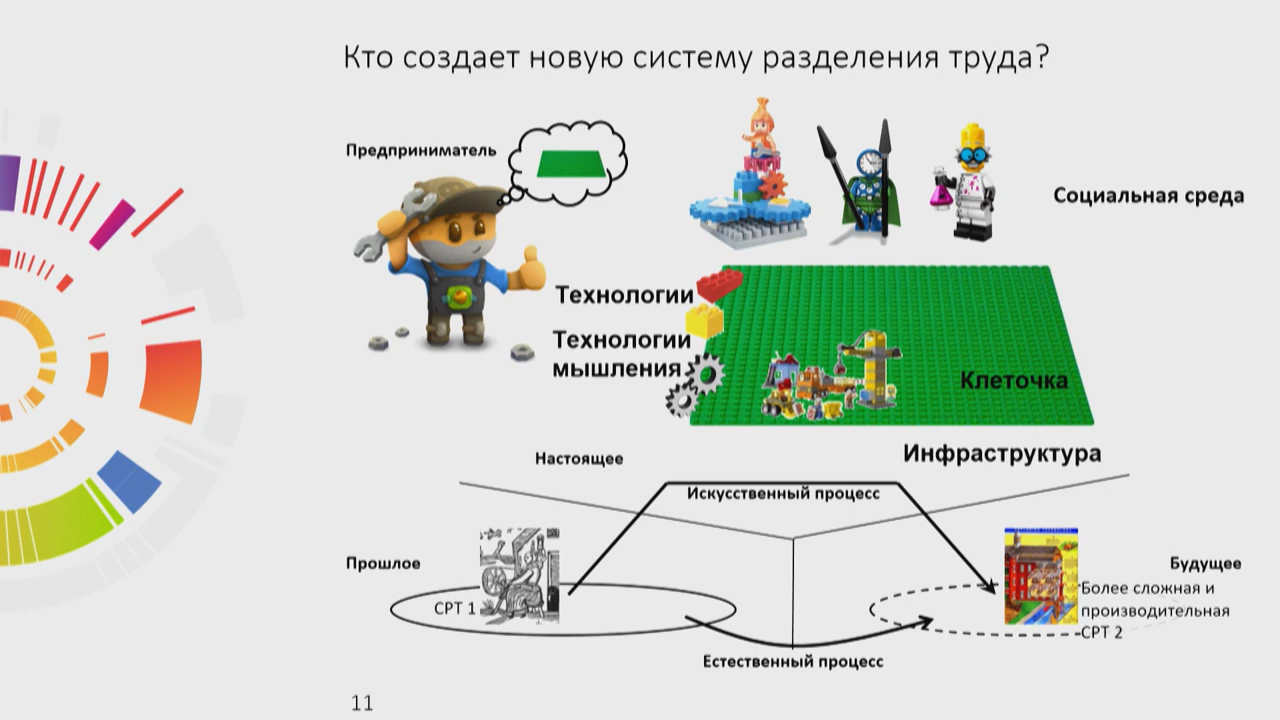 Кто создает новую систему разделения труда?
Предприниматель
Социальная среда
Технологии
Технологии
мышления
Клеточка
Инфраструктура
Настоящее
Искусственный процесс
Прошлое
Будущее
СРТ 1
Более сложная и
производительная
СРТ 2
Естественный процесс
11